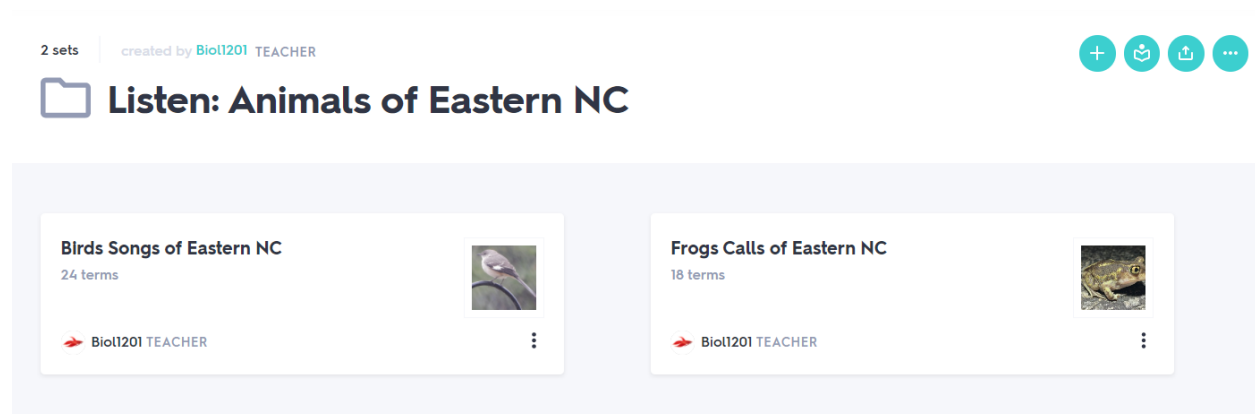 2 sets created by Biol1201 TEACHER
Listen: Animals of Eastern NC
BIrds Songs of Eastern NC
24 terms
Biol1201 TEACHER
Frogs Calls of Eastern NC
18 terms
Biol1201 TEACHER